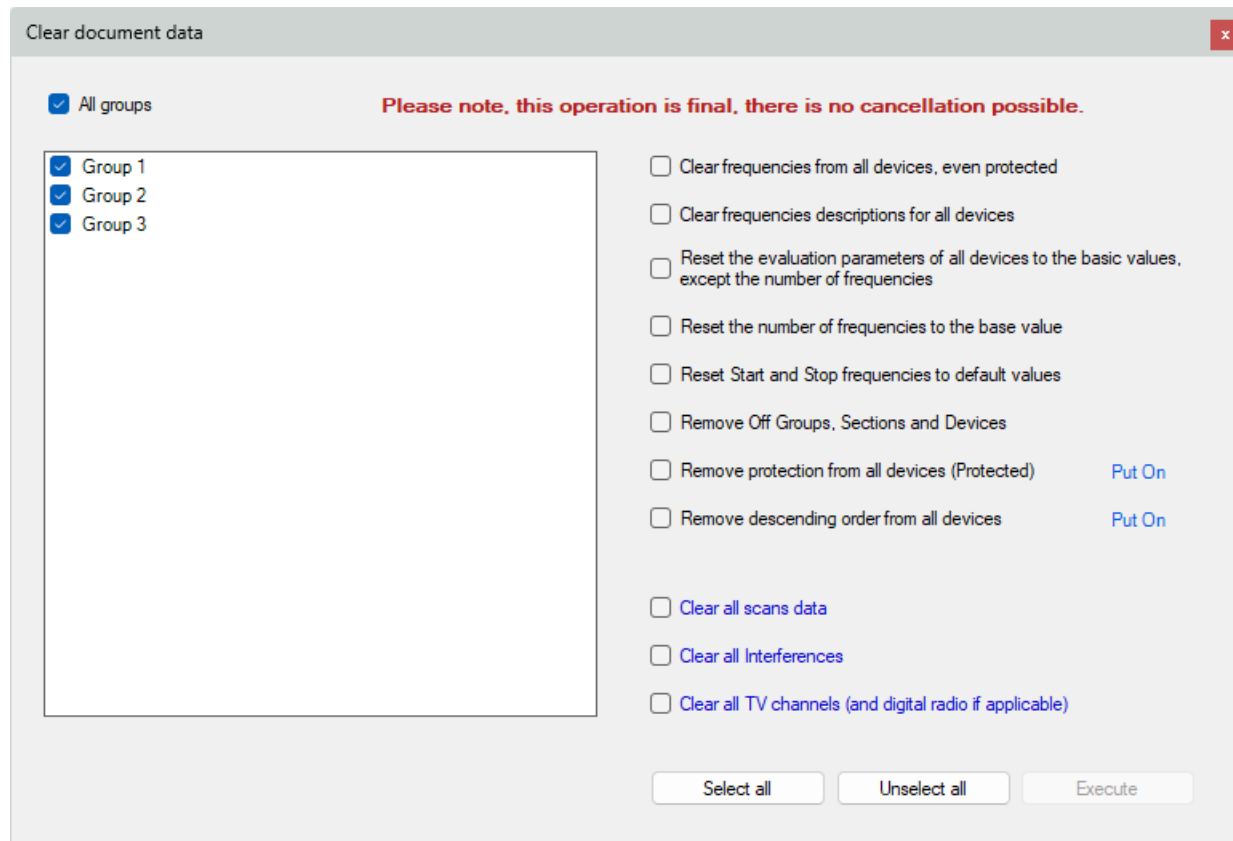 Clear document data
x
All groups
Please note, this operation is final, there is no cancellation possible.
Group 1
Group 2
Group 3
Clear frequencies from all devices, even protected
Clear frequencies descriptions for all devices
Reset the evaluation parameters of all devices to the basic values,
except the number of frequencies
Reset the number of frequencies to the base value
Reset Start and Stop frequencies to default values
Remove Off Groups, Sections and Devices
Remove protection from all devices (Protected) Put On
Remove descending order from all devices Put On
Clear all scans data
Clear all Interferences
Clear all TV channels (and digital radio if applicable)
Select all Unselect all Execute